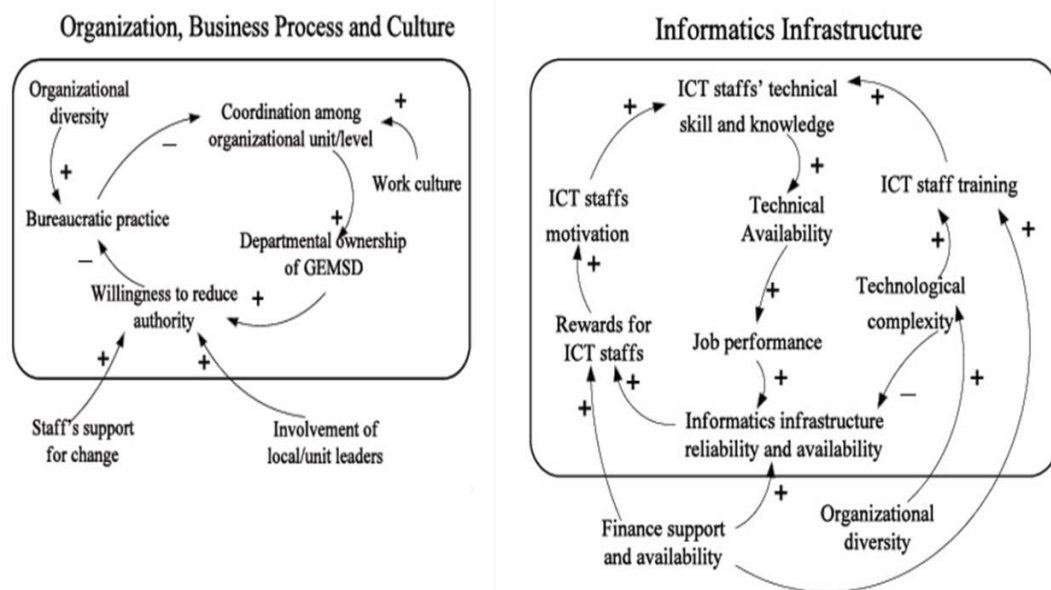 Organization, Business Process and Culture
Organizational
diversity
+
Coordination among
organizational unit/level
+
–
Work culture
+
Bureaucratic practice
+
Departmental ownership
of GEMSD
–
Willingness to reduce
authority
+
+
+
Staff's support
for change
Involvement of
local/unit leaders
Informatics Infrastructure
ICT staffs' technical
skill and knowledge
+
+
+
ICT staffs
motivation
Technical
Availability
ICT staff training
+
+
+
+
Technological
complexity
Rewards for
ICT staffs
Job performance
+
+
+
–
+
Informatics infrastructure
reliability and availability
+
+
Finance support
and availability
Organizational
diversity